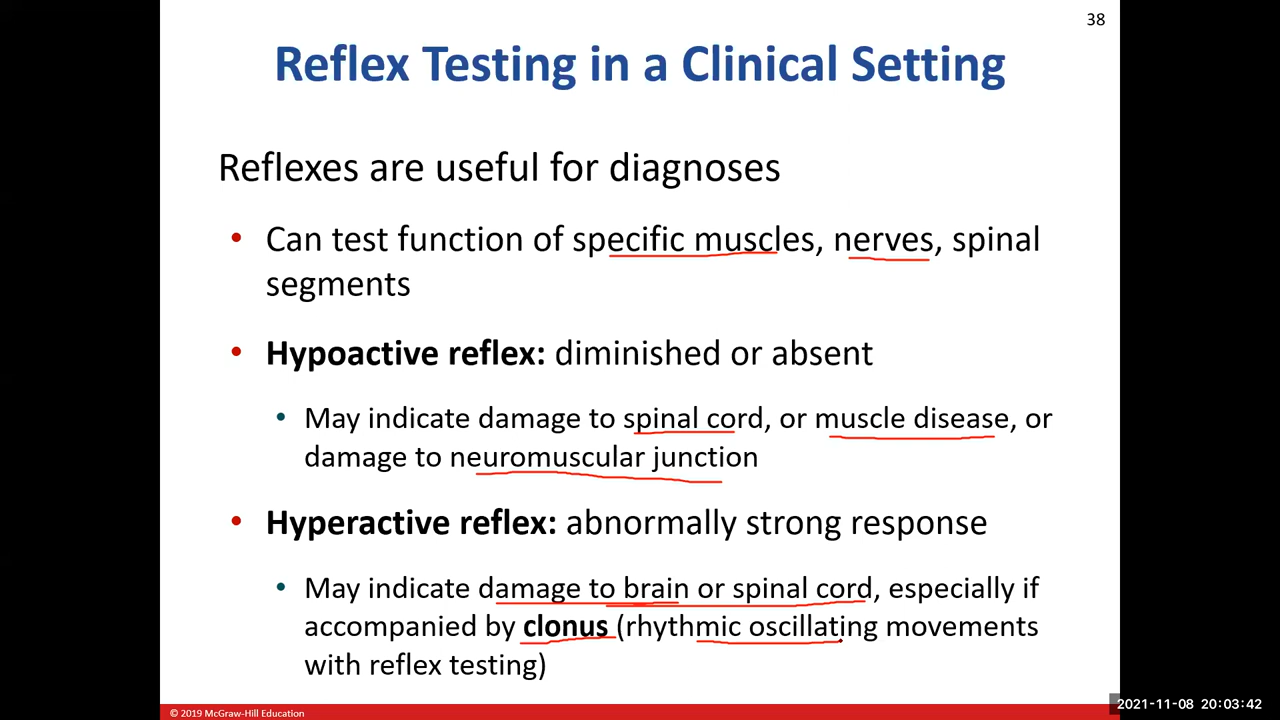 38
Reflex Testing in a Clinical Setting
Reflexes are useful for diagnoses
• Can test function of specific muscles, nerves, spinal
segments
• Hypoactive reflex: diminished or absent
• May indicate damage to spinal cord, or muscle disease, or
damage to neuromuscular junction
• Hyperactive reflex: abnormally strong response
• May indicate damage to brain or spinal cord, especially if
accompanied by clonus (rhythmic oscillating movements
with reflex testing)
© 2019 McGraw-Hill Education
2021-11-08 20:03:42